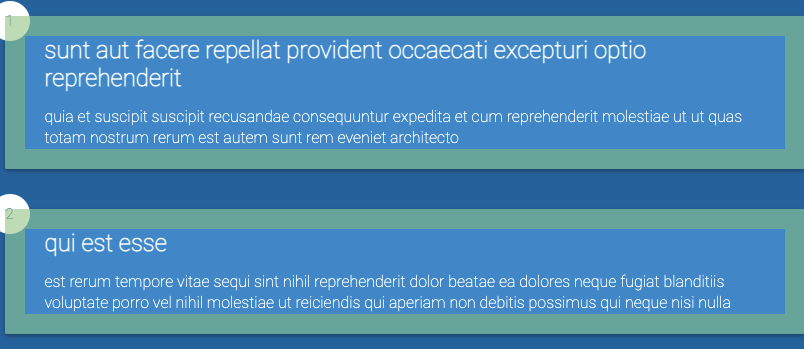 1
sunt aut facere repellat provident occaecati excepturi optio
reprehenderit
quia et suscipit suscipit recusandae consequuntur expedita et cum reprehenderit molestiae ut ut quas
totam nostrum rerum est autem sunt rem eveniet architecto
2
qui est esse
est rerum tempore vitae sequi sint nihil reprehenderit dolor beatae ea dolores neque fugiat blanditiis
voluptate porro vel nihil molestiae ut reiciendis qui aperiam non debitis possimus qui neque nisi nulla